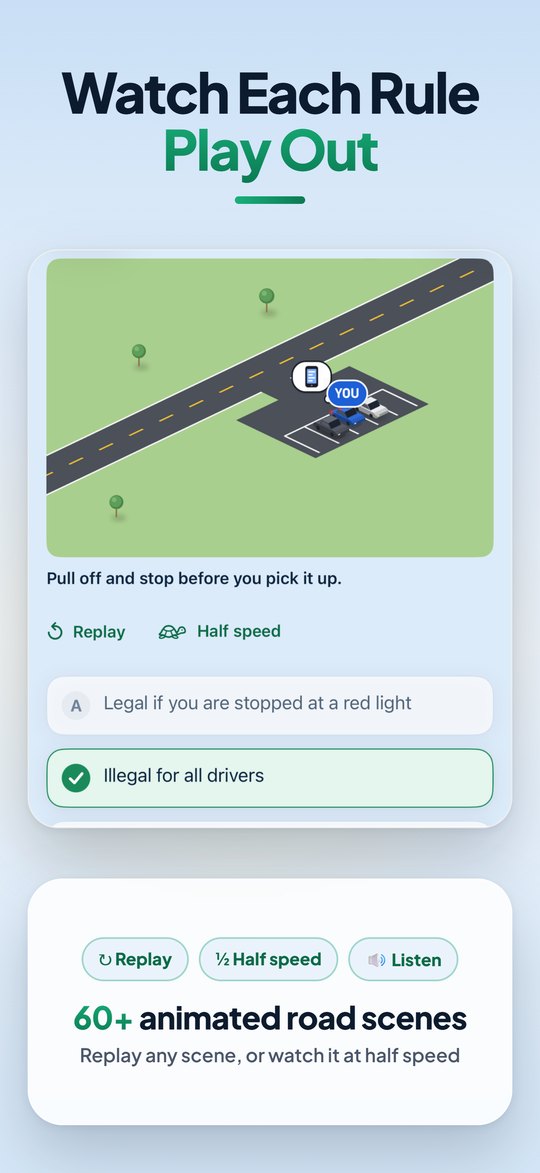 Watch Each Rule
Play Out
YOU
Pull off and stop before you pick it up.
Replay
Half speed
A
Legal if you are stopped at a red light
Illegal for all drivers
↻ Replay
½ Half speed
Listen
60+ animated road scenes
Replay any scene, or watch it at half speed